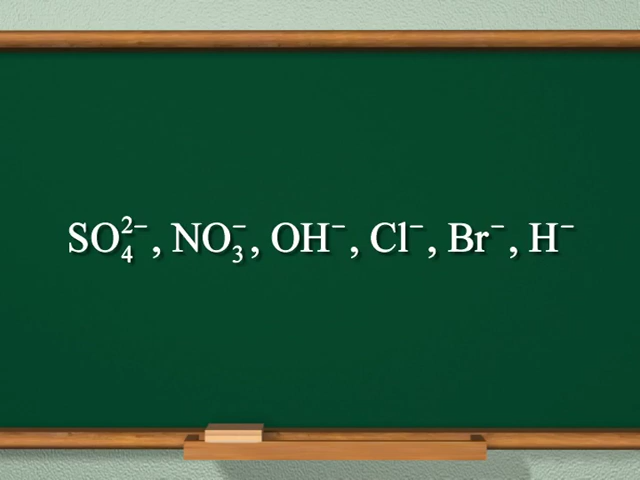 SO₄²⁻, NO₃⁻, OH⁻, Cl⁻, Br⁻, H⁻